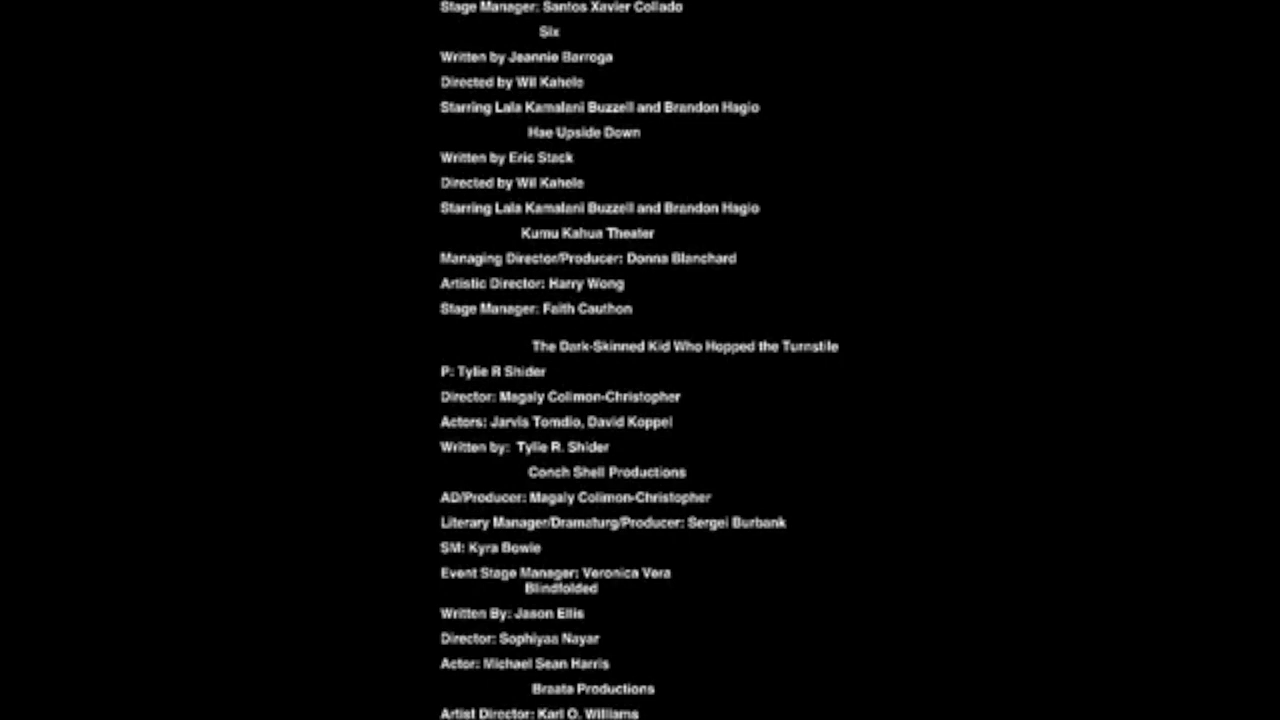 Stage Manager: Santos Xavier Collado
Six
Written by Jeannie Barroga
Directed by Wil Kahele
Starring Lala Kamalani Buzzell and Brandon Hagio
Hae Upside Down
Written by Eric Stack
Directed by Wil Kahele
Starring Lala Kamalani Buzzell and Brandon Hagio
Kumu Kahua Theater
Managing Director/Producer: Donna Blanchard
Artistic Director: Harry Wong
Stage Manager: Faith Cauthon
The Dark-Skinned Kid Who Hopped the Turnstile
P: Tylie R Shider
Director: Magaly Colimon-Christopher
Actors: Jarvis Tomdio, David Koppel
Written by: Tylie R. Shider
Conch Shell Productions
AD/Producer: Magaly Colimon-Christopher
Literary Manager/Dramaturg/Producer: Sergei Burbank
SM: Kyra Bowie
Event Stage Manager: Veronica Vera
Blindfolded
Written By: Jason Ellis
Director: Sophiyaa Nayar
Actor: Michael Sean Harris
Braata Productions
Artist Director: Karl O. Williams